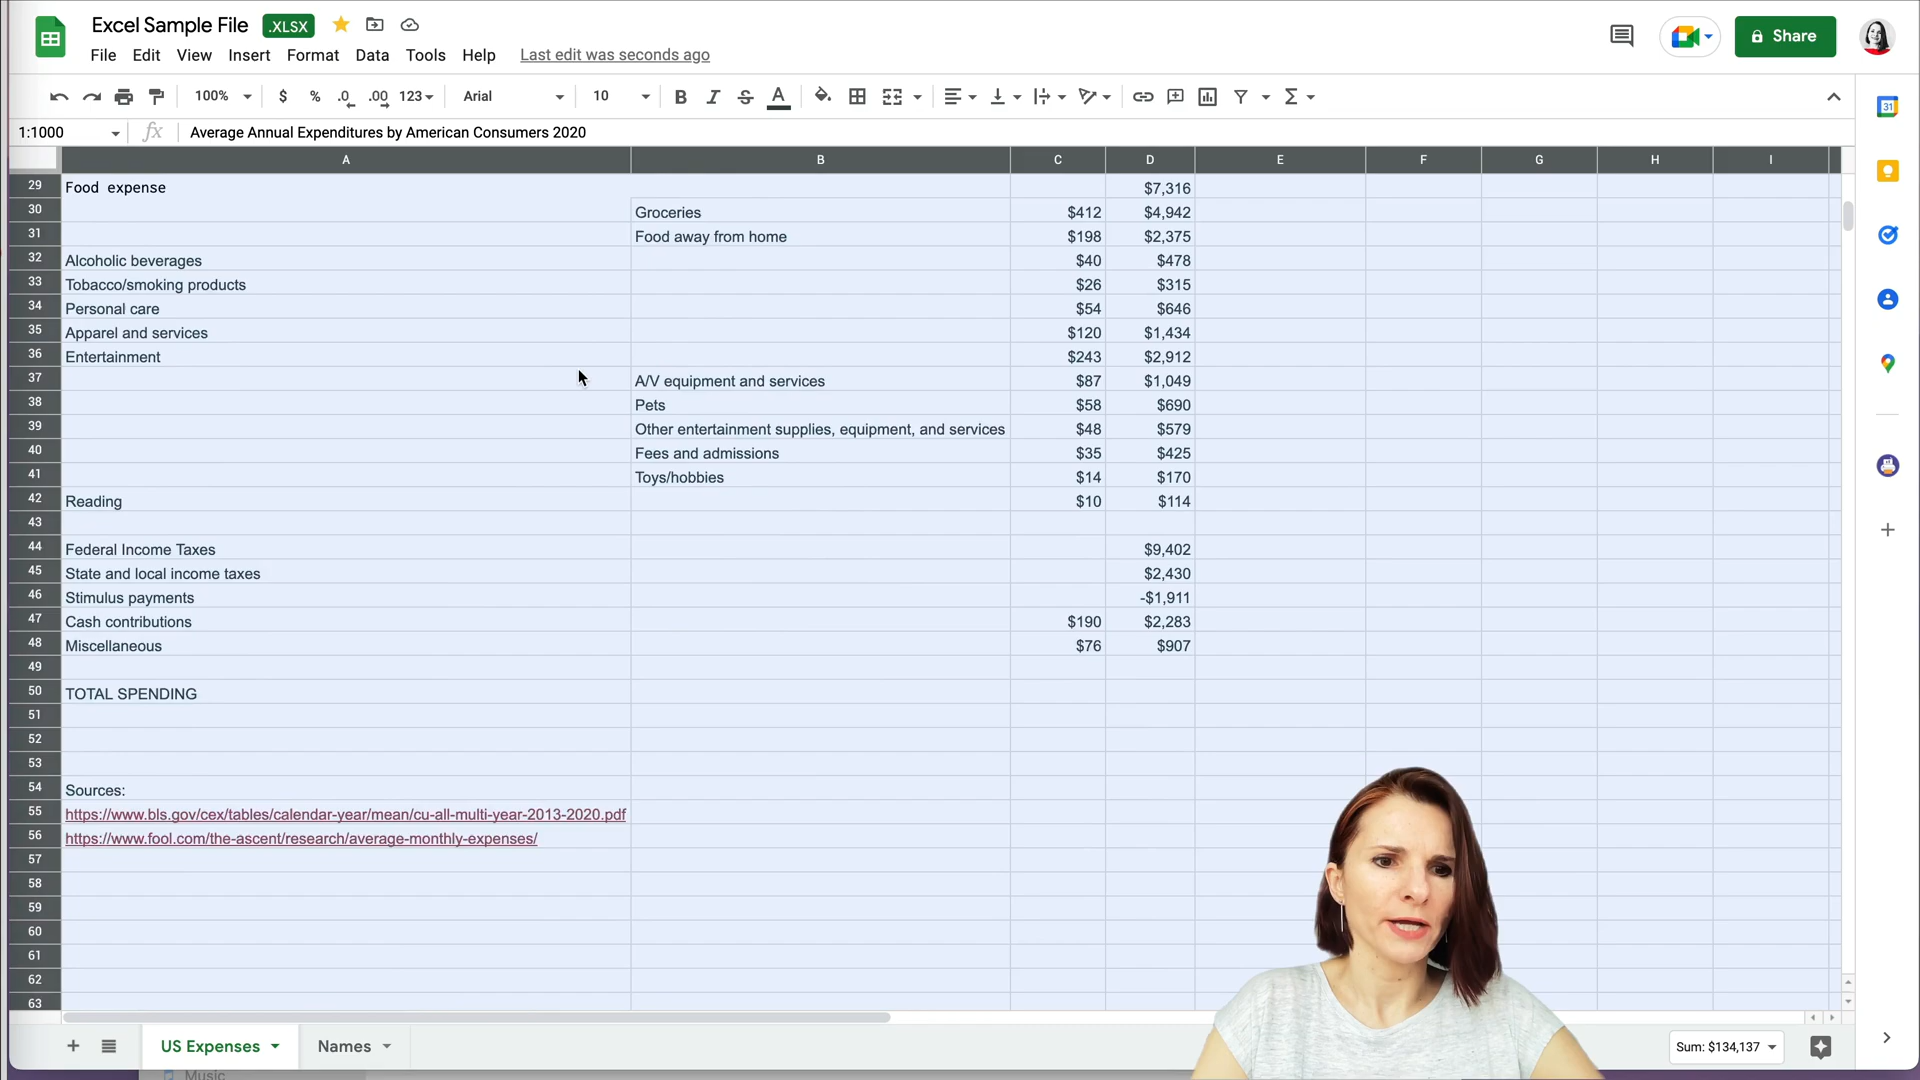 Excel Sample File .XLSX
File Edit View Insert Format Data Tools Help Last edit was seconds ago
Share
100% $ % .0 .00 123 Arial 10 B I S A Σ
31
1:1000 fx Average Annual Expenditures by American Consumers 2020
A B C D E F G H I
29 Food expense $7,316
30 Groceries $412 $4,942
31 Food away from home $198 $2,375
32 Alcoholic beverages $40 $478
33 Tobacco/smoking products $26 $315
34 Personal care $54 $646
35 Apparel and services $120 $1,434
36 Entertainment $243 $2,912
37 A/V equipment and services $87 $1,049
38 Pets $58 $690
39 Other entertainment supplies, equipment, and services $48 $579
40 Fees and admissions $35 $425
41 Toys/hobbies $14 $170
42 Reading $10 $114
43
44 Federal Income Taxes $9,402
45 State and local income taxes $2,430
46 Stimulus payments -$1,911
47 Cash contributions $190 $2,283
48 Miscellaneous $76 $907
49
50 TOTAL SPENDING
51
52
53
54 Sources:
55 https://www.bls.gov/cex/tables/calendar-year/mean/cu-all-multi-year-2013-2020.pdf
56 https://www.fool.com/the-ascent/research/average-monthly-expenses/
57
58
59
60
61
62
63
US Expenses Names Sum: $134,137
Music